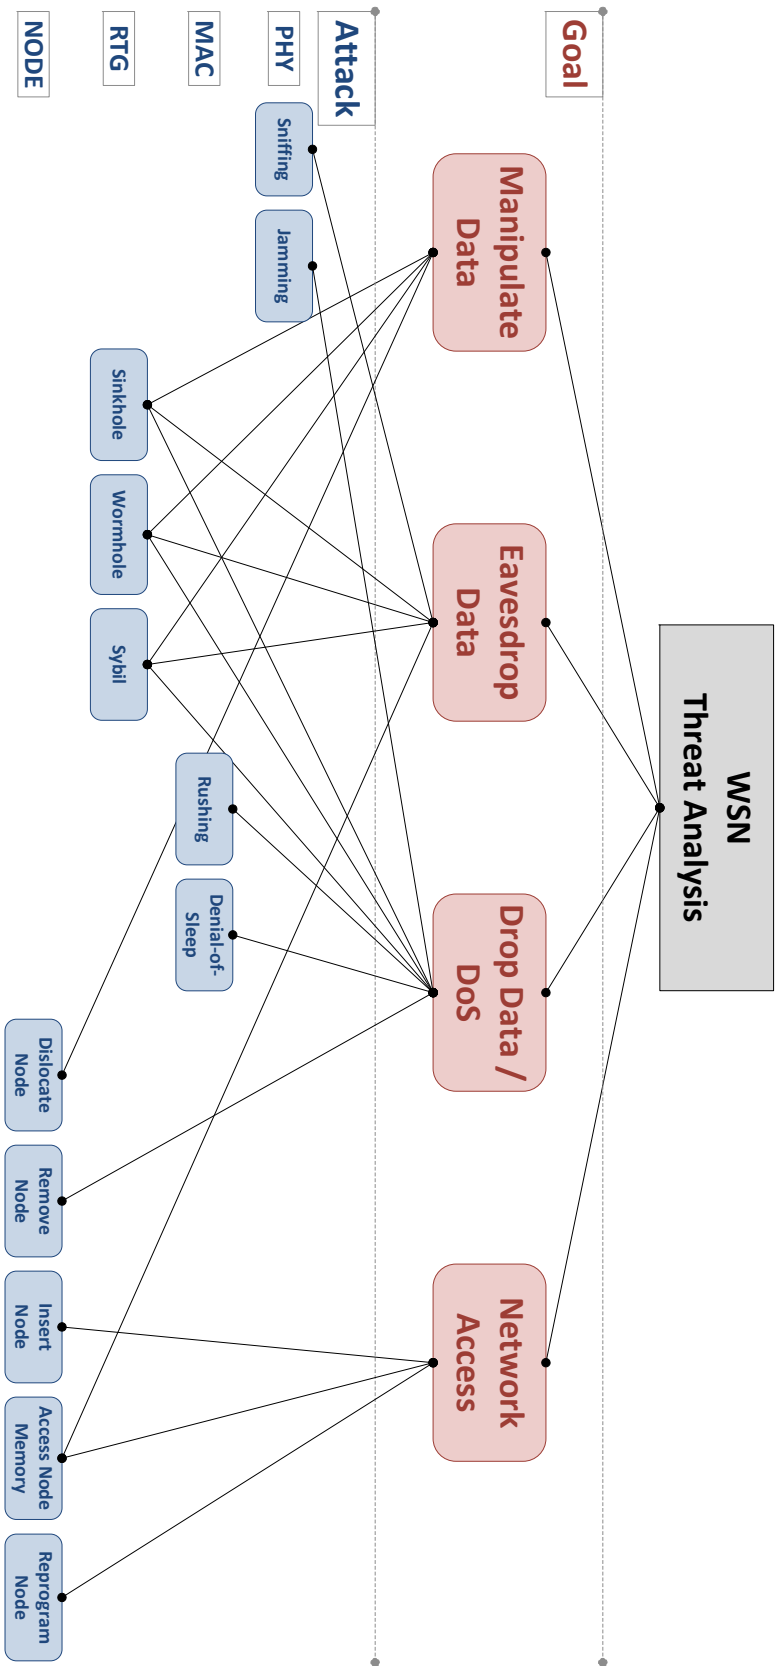 WSN
Threat Analysis
Goal
Manipulate
Data
Eavesdrop
Data
Drop Data /
DoS
Network
Access
Attack
PHY
Sniffing
Jamming
MAC
Rushing
Denial-of-
Sleep
RTG
Sinkhole
Wormhole
Sybil
NODE
Dislocate
Node
Remove
Node
Insert
Node
Access Node
Memory
Reprogram
Node